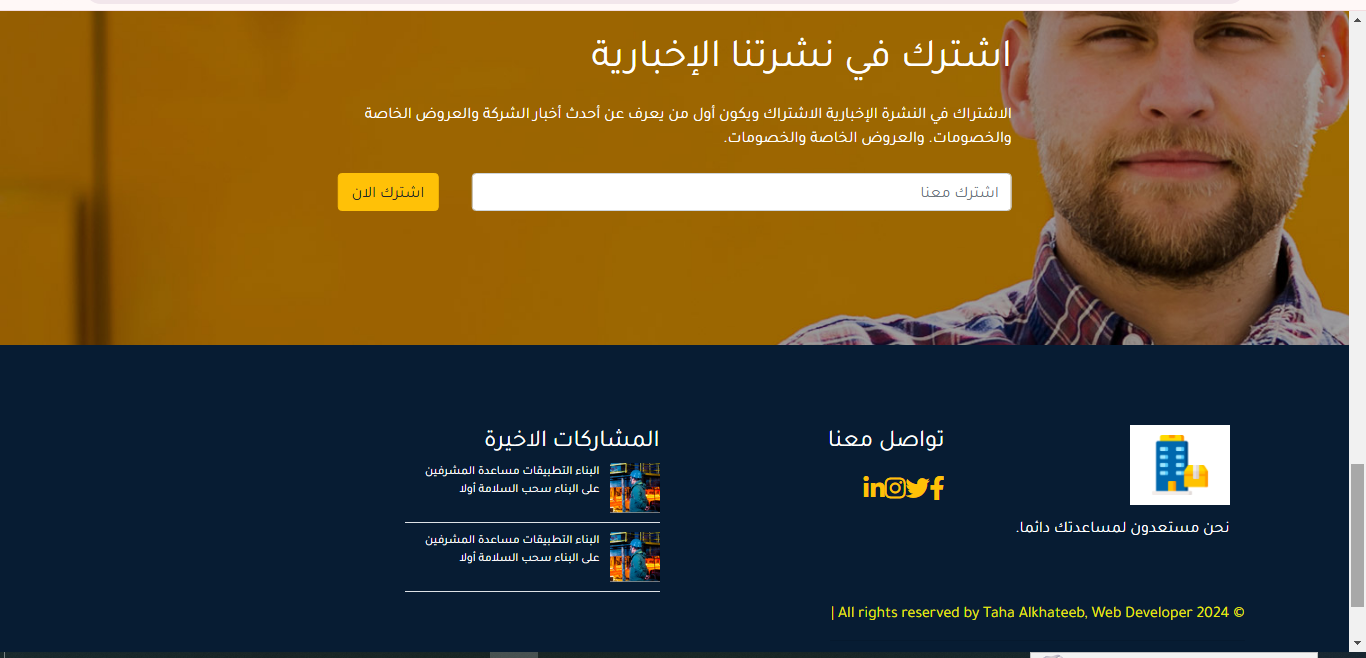 اشترك في نشرتنا الإخبارية
الاشتراك في النشرة الإخبارية الاشتراك ويكون أول من يعرف عن أحدث أخبار الشركة والعروض الخاصة
والخصومات. والعروض الخاصة والخصومات.
اشترك معنا
اشترك الان
نحن مستعدون لمساعدتك دائما.
تواصل معنا
المشاركات الاخيرة
البناء التطبيقات مساعدة المشرفين
على البناء سحب السلامة أولا
البناء التطبيقات مساعدة المشرفين
على البناء سحب السلامة أولا
| All rights reserved by Taha Alkhateeb, Web Developer 2024 ©